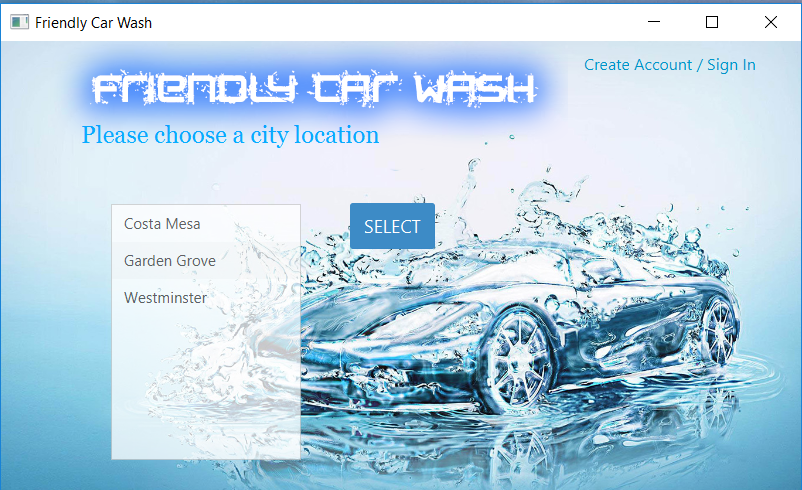 Friendly Car Wash
Create Account / Sign In
Friendly Car Wash
Please choose a city location
SELECT
Costa Mesa
Garden Grove
Westminster